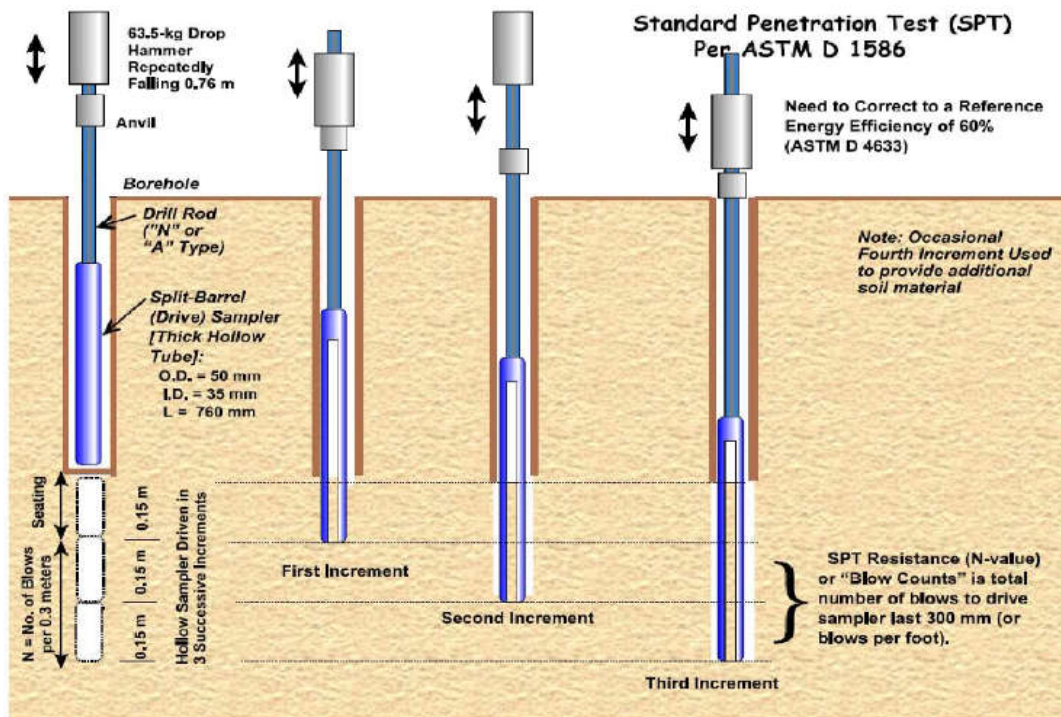 Standard Penetration Test (SPT)
Per ASTM D 1586
63.5-kg Drop
Hammer
Repeatedly
Falling 0.76 m
Anvil
Need to Correct to a Reference
Energy Efficiency of 60%
(ASTM D 4633)
Borehole
Drill Rod
("N" or
"A" Type)
Note: Occasional
Fourth Increment Used
to provide additional
soil material
Split-Barrel
(Drive) Sampler
[Thick Hollow
Tube]:
O.D. = 50 mm
I.D. = 35 mm
L = 760 mm
Seating
N = No. of Blows
per 0.3 meters
0.15 m
0.15 m
0.15 m
Hollow Sampler Driven in
3 Successive Increments
First Increment
Second Increment
Third Increment
SPT Resistance (N-value)
or "Blow Counts" is total
number of blows to drive
sampler last 300 mm (or
blows per foot).